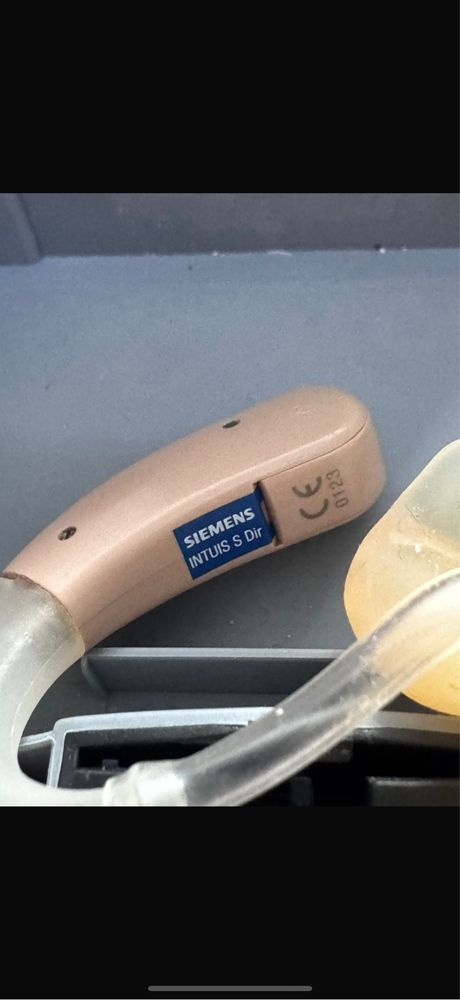 SIEMENS
INTUIS S Dir
CE
0123